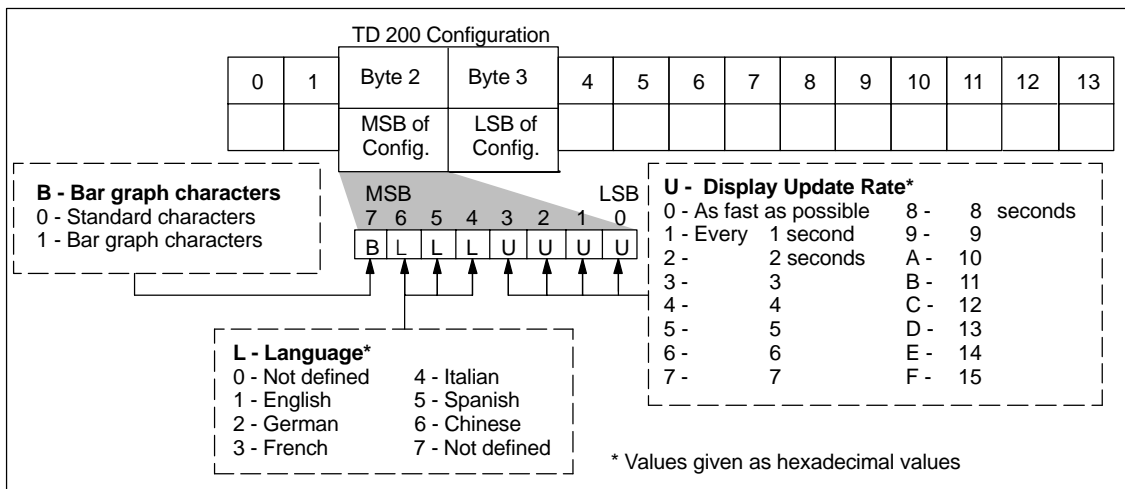 TD 200 Configuration
0 1 Byte 2 Byte 3 4 5 6 7 8 9 10 11 12 13
MSB of Config. LSB of Config.
B - Bar graph characters
0 - Standard characters
1 - Bar graph characters
MSB LSB
7 6 5 4 3 2 1 0
B L L L U U U U
U - Display Update Rate*
0 - As fast as possible 8 - 8 seconds
1 - Every 1 second 9 - 9
2 - 2 seconds A - 10
3 - 3 B - 11
4 - 4 C - 12
5 - 5 D - 13
6 - 6 E - 14
7 - 7 F - 15
L - Language*
0 - Not defined 4 - Italian
1 - English 5 - Spanish
2 - German 6 - Chinese
3 - French 7 - Not defined
* Values given as hexadecimal values